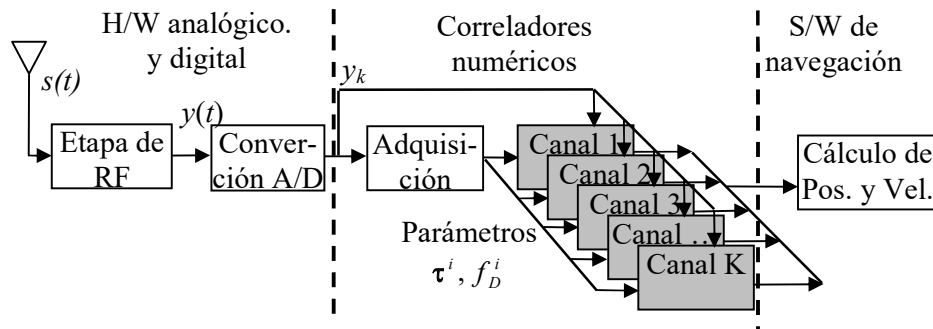 H/W analógico.
y digital
Correladores
numéricos
S/W de
navegación
s(t)
y(t)
y_k
Etapa de
RF
Conver-
ción A/D
Adquisi-
ción
Canal 1
Canal 2
Canal 3
Canal ..
Canal K
Parámetros
τ^i, f_D^i
Cálculo de
Pos. y Vel.